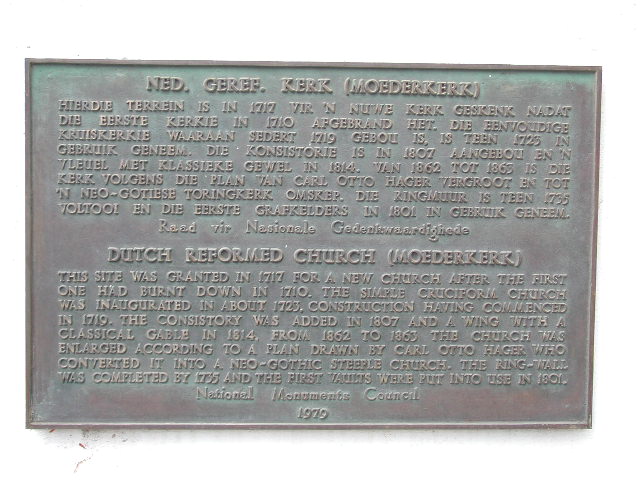 NED. GEREF. KERK (MOEDERKERK)
HIERDIE TERREIN IS IN 1717 VIR 'N NUWE KERK GESKENK NADAT
DIE EERSTE KERKIE IN 1710 AFGEBRAND HET. DIE EENVOUDIGE
KRUISKERKIE WAARAAN SEDERT 1719 GEBOU IS, IS TEEN 1723 IN
GEBRUIK GENEEM. DIE KONSISTORIE IS IN 1807 AANGEBOU EN 'N
VLEUEL MET KLASSIEKE GEWEL IN 1814. VAN 1862 TOT 1863 IS DIE
KERK VOLGENS DIE PLAN VAN CARL OTTO HAGER VERGROOT EN TOT
'N NEO-GOTIESE TORINGKERK OMSKEP. DIE RINGMUUR IS TEEN 1735
VOLTOOI EN DIE EERSTE GRAFKELDERS IN 1801 IN GEBRUIK GENEEM.
Raad vir Nasionale Gedenkwaardighede
DUTCH REFORMED CHURCH (MOEDERKERK)
THIS SITE WAS GRANTED IN 1717 FOR A NEW CHURCH AFTER THE FIRST
ONE HAD BURNT DOWN IN 1710. THE SIMPLE CRUCIFORM CHURCH
WAS INAUGURATED IN ABOUT 1723, CONSTRUCTION HAVING COMMENCED
IN 1719. THE CONSISTORY WAS ADDED IN 1807 AND A WING WITH A
CLASSICAL GABLE IN 1814. FROM 1862 TO 1863 THE CHURCH WAS
ENLARGED ACCORDING TO A PLAN DRAWN BY CARL OTTO HAGER WHO
CONVERTED IT INTO A NEO-GOTHIC STEEPLE CHURCH. THE RING-WALL
WAS COMPLETED BY 1735 AND THE FIRST VAULTS WERE PUT INTO USE IN 1801.
National Monuments Council
1979